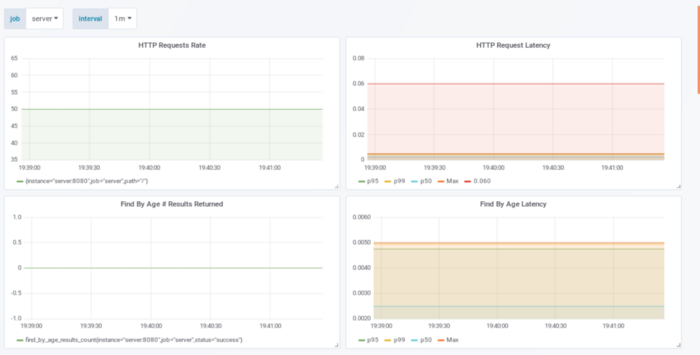 job server interval 1m
HTTP Requests Rate
65
60
55
50
45
40
35
19:39:00 19:39:30 19:40:00 19:40:30 19:41:00
{instance="server:8080",job="server",path="/"}
HTTP Request Latency
0.08
0.06
0.04
0.02
0
19:39:00 19:39:30 19:40:00 19:40:30 19:41:00
p95 p99 p50 Max 0.060
Find By Age # Results Returned
1.0
0.5
0
-0.5
-1.0
19:39:00 19:39:30 19:40:00 19:40:30 19:41:00
find_by_age_results_count{instance="server:8080",job="server",status="success"}
Find By Age Latency
0.0060
0.0050
0.0040
0.0030
0.0020
19:39:00 19:39:30 19:40:00 19:40:30 19:41:00
p95 p99 p50 Max